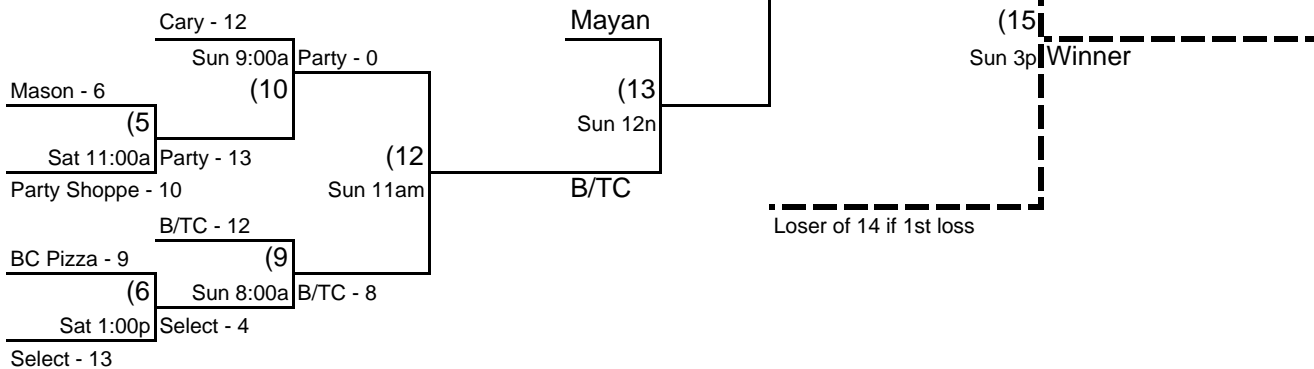 Cary - 12
Mayan
(15
Sun 9:00a
Party - 0
Sun 3p
Winner
Mason - 6
(10
(13
(5
Sun 12n
Sat 11:00a
Party - 13
(12
Party Shoppe - 10
Sun 11am
B/TC
B/TC - 12
Loser of 14 if 1st loss
BC Pizza - 9
(9
(6
Sun 8:00a
B/TC - 8
Sat 1:00p
Select - 4
Select - 13